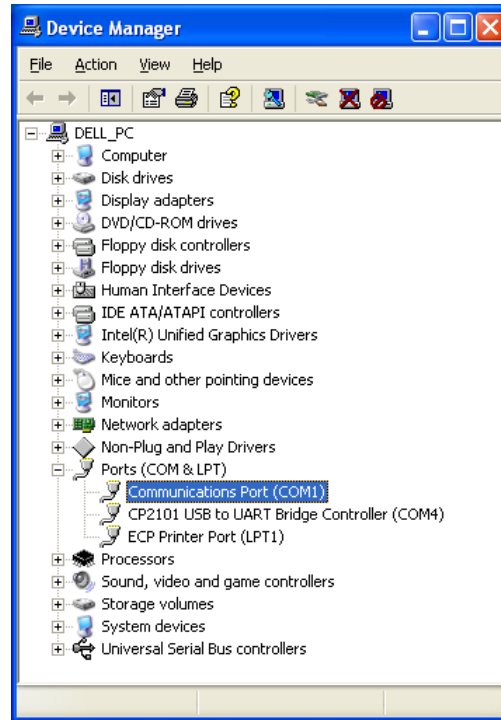 Device Manager
File Action View Help
DELL_PC
Computer
Disk drives
Display adapters
DVD/CD-ROM drives
Floppy disk controllers
Floppy disk drives
Human Interface Devices
IDE ATA/ATAPI controllers
Intel(R) Unified Graphics Drivers
Keyboards
Mice and other pointing devices
Monitors
Network adapters
Non-Plug and Play Drivers
Ports (COM & LPT)
Communications Port (COM1)
CP2101 USB to UART Bridge Controller (COM4)
ECP Printer Port (LPT1)
Processors
Sound, video and game controllers
Storage volumes
System devices
Universal Serial Bus controllers